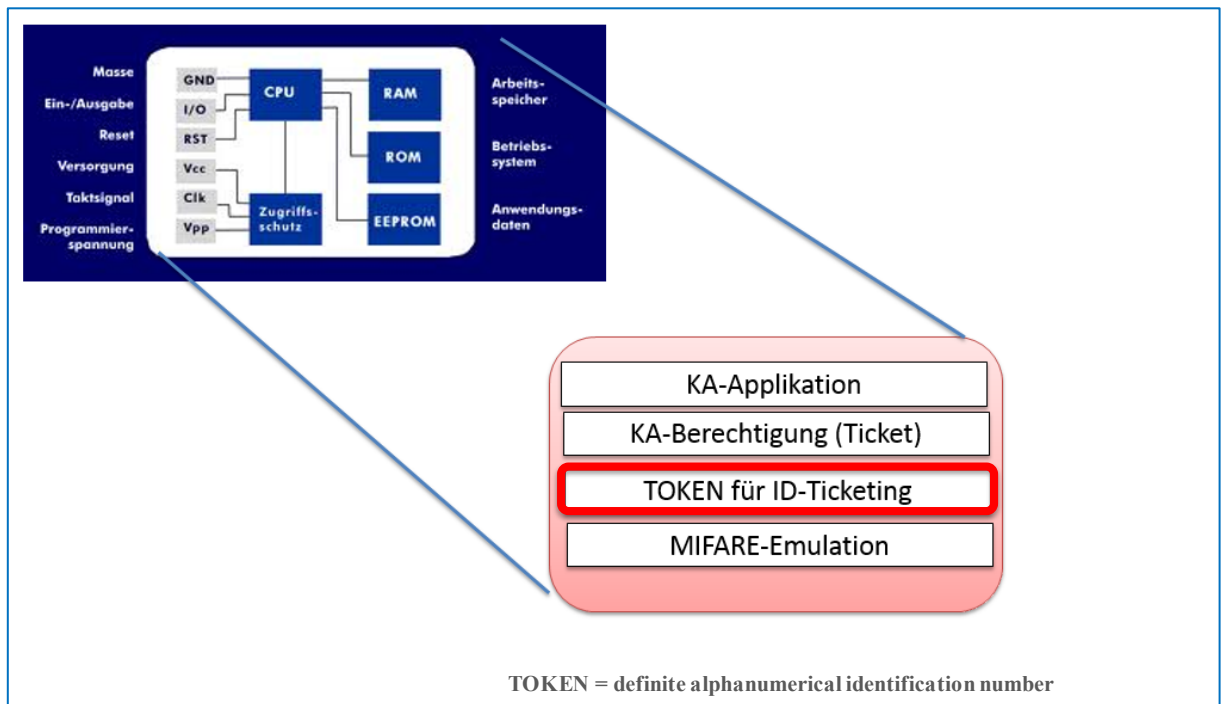 Masse
Ein-/Ausgabe
Reset
Versorgung
Taktsignal
Programmier-
spannung
GND
I/O
RST
Vcc
Clk
Vpp
CPU
Zugriffs-
schutz
RAM
ROM
EEPROM
Arbeits-
speicher
Betriebs-
system
Anwendungs-
daten
KA-Applikation
KA-Berechtigung (Ticket)
TOKEN für ID-Ticketing
MIFARE-Emulation
TOKEN = definite alphanumerical identification number